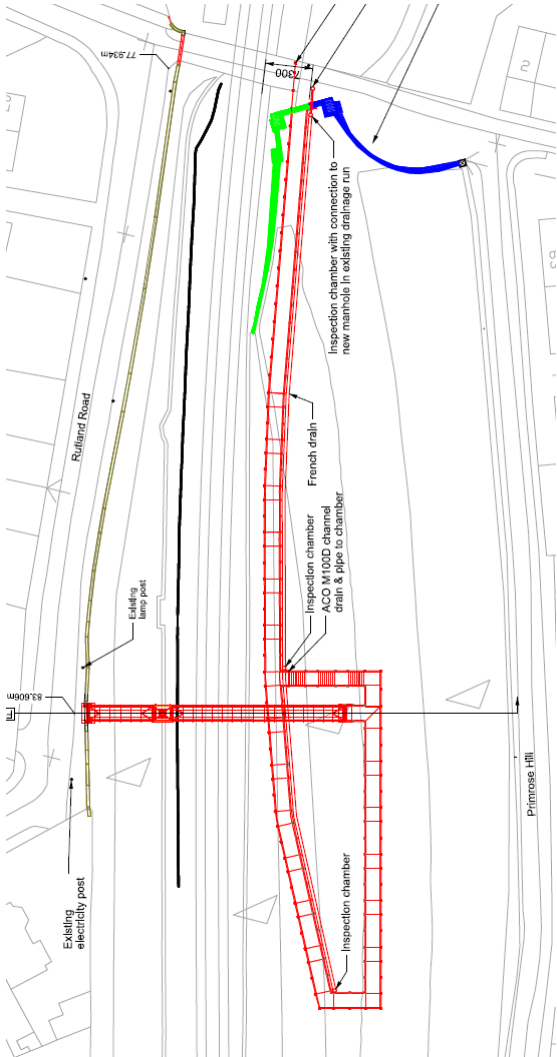 77.934m
7300
Rutland Road
Inspection chamber with connection to
new manhole in existing drainage run
French drain
Inspection chamber
ACO M100D channel
drain & pipe to chamber
Existing
lamp post
83.606m
Existing
electricity post
Inspection chamber
Primrose Hill